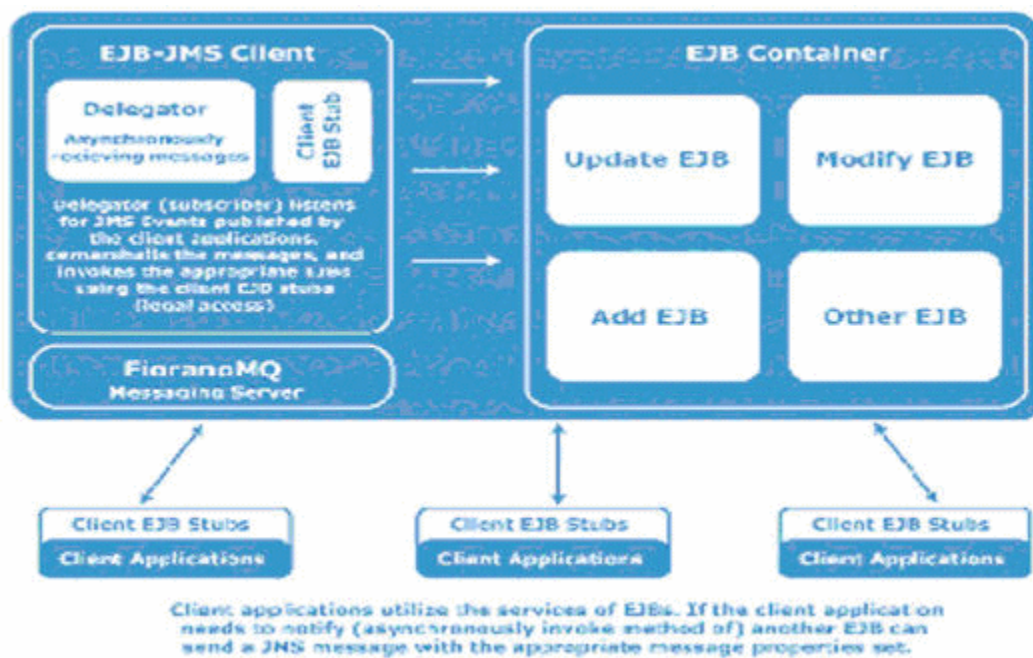 EJB-JMS Client
Delegator
Asynchronously
recieving messages
Client
EJB Stub
Delegator (subscriber) listens
for JMS Events published by
the client applications,
demarshalls the messages, and
invokes the appropriate EJBs
using the client EJB stubs
(legal access)
FioranoMQ
Messaging Server
EJB Container
Update EJB
Modify EJB
Add EJB
Other EJB
Client EJB Stubs
Client Applications
Client EJB Stubs
Client Applications
Client EJB Stubs
Client Applications
Client applications utilize the services of EJBs. If the client application
needs to notify (asynchronously invoke method of) another EJB can
send a JMS message with the appropriate message properties set.